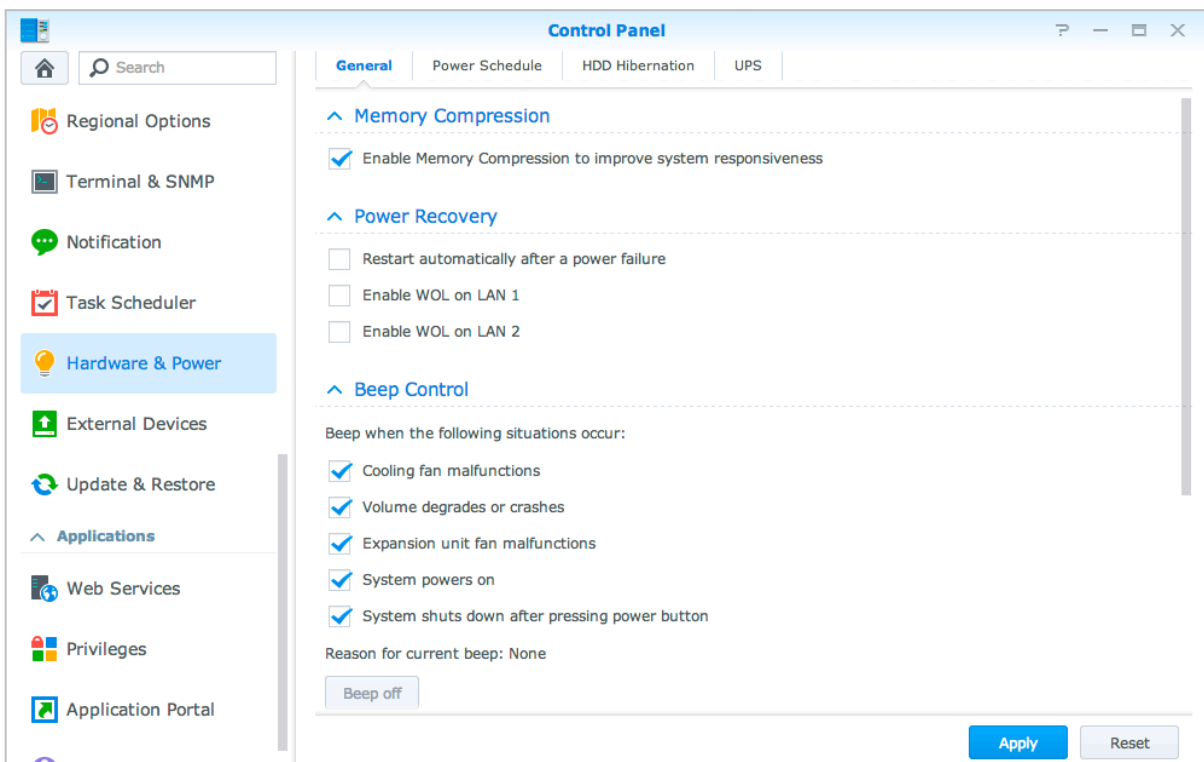 Control Panel
Search
Regional Options
Terminal & SNMP
Notification
Task Scheduler
Hardware & Power
External Devices
Update & Restore
Applications
Web Services
Privileges
Application Portal
General Power Schedule HDD Hibernation UPS
Memory Compression
Enable Memory Compression to improve system responsiveness
Power Recovery
Restart automatically after a power failure
Enable WOL on LAN 1
Enable WOL on LAN 2
Beep Control
Beep when the following situations occur:
Cooling fan malfunctions
Volume degrades or crashes
Expansion unit fan malfunctions
System powers on
System shuts down after pressing power button
Reason for current beep: None
Beep off
Apply Reset